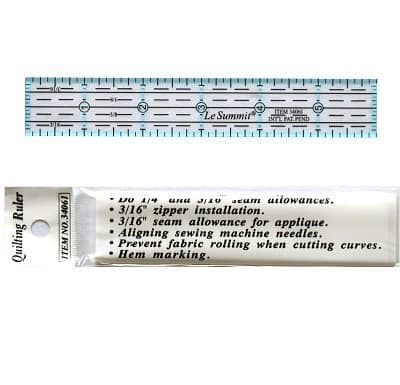 1 2 3 4 5
Le Summit®
ITEM 34061
INT'L PAT. PEND
Quilting Ruler
ITEM NO. 34061
• Do 1/4" and 3/16" seam allowances.
• 3/16" zipper installation.
• 3/16" seam allowance for applique.
• Aligning sewing machine needles.
• Prevent fabric rolling when cutting curves.
• Hem marking.